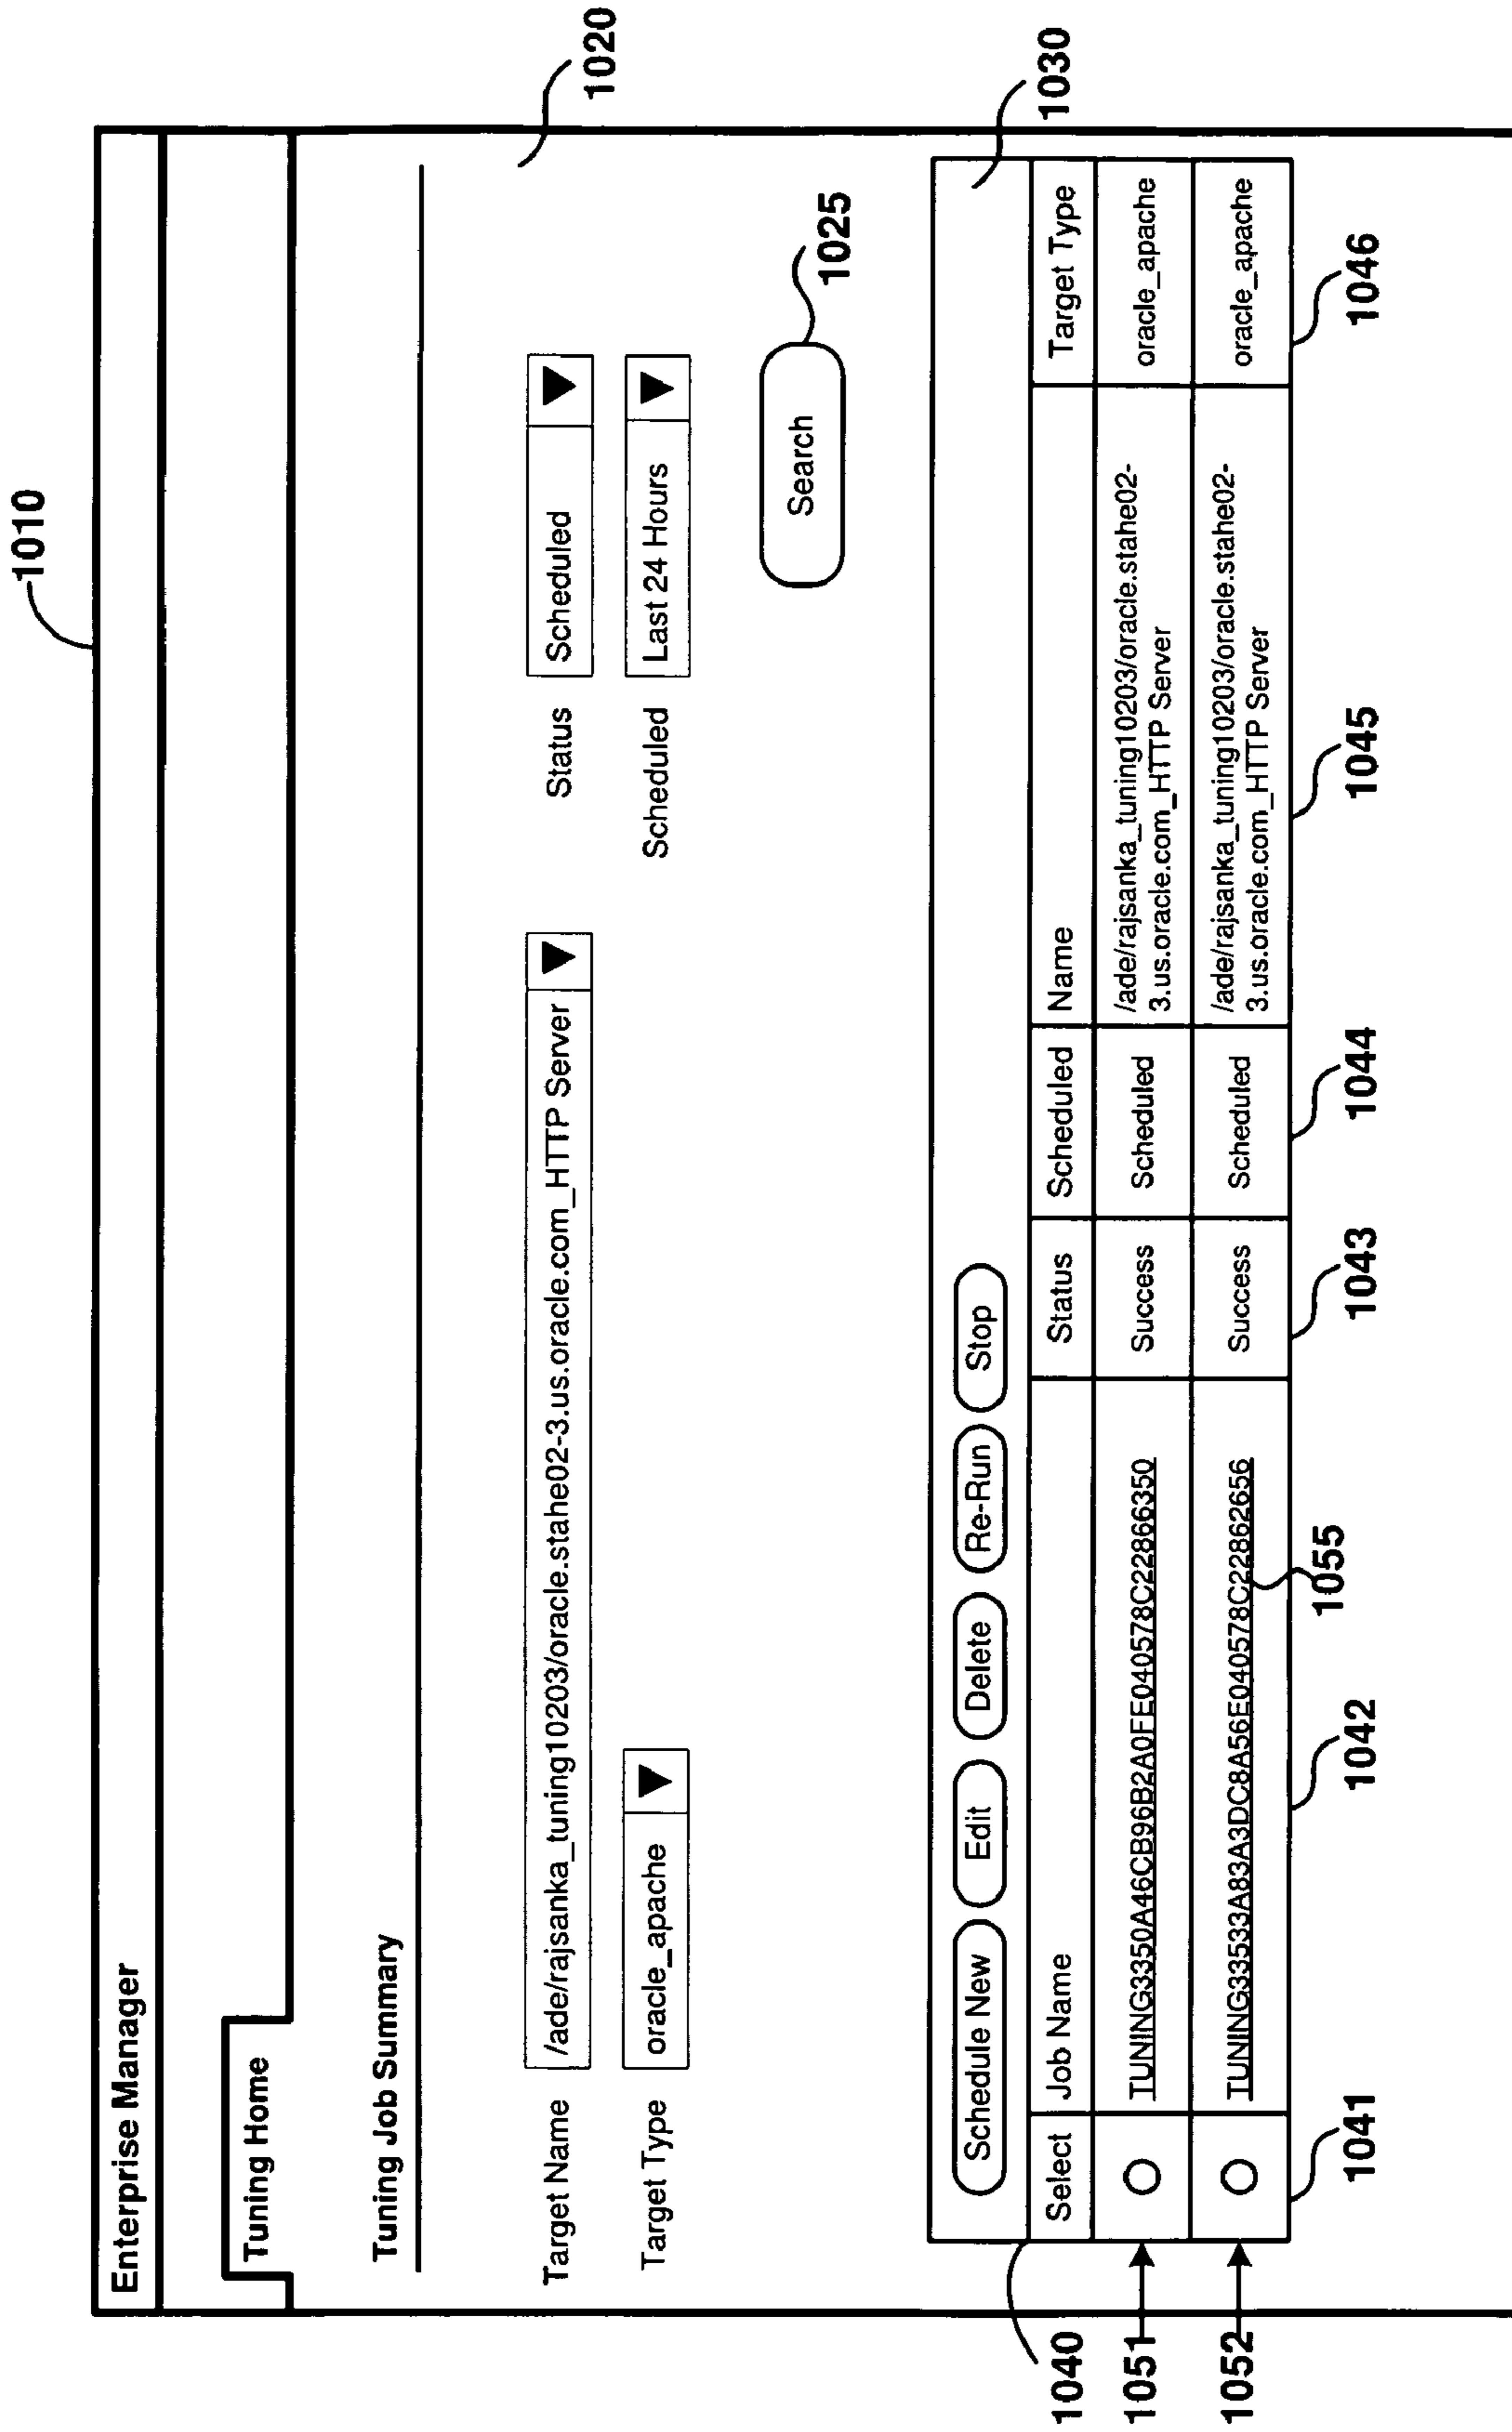 1010
Enterprise Manager
Tuning Home
Tuning Job Summary
1020
Target Name /ade/rajsanka_tuning10203/oracle.stahe02-3.us.oracle.com_HTTP Server Status Scheduled
Target Type oracle_apache Scheduled Last 24 Hours
Search
1025
1030
Schedule New Edit Delete Re-Run Stop
1040
Select Job Name Status Scheduled Name Target Type
1051 TUNING3350A46CB96B2A0FE040578C22866350 Success Scheduled /ade/rajsanka_tuning10203/oracle.stahe02-
3.us.oracle.com_HTTP Server oracle_apache
1052 TUNING33533A83A3DC8A56E040578C22862656 Success Scheduled /ade/rajsanka_tuning10203/oracle.stahe02-
3.us.oracle.com_HTTP Server oracle_apache
1055
1041 1042 1043 1044 1045 1046